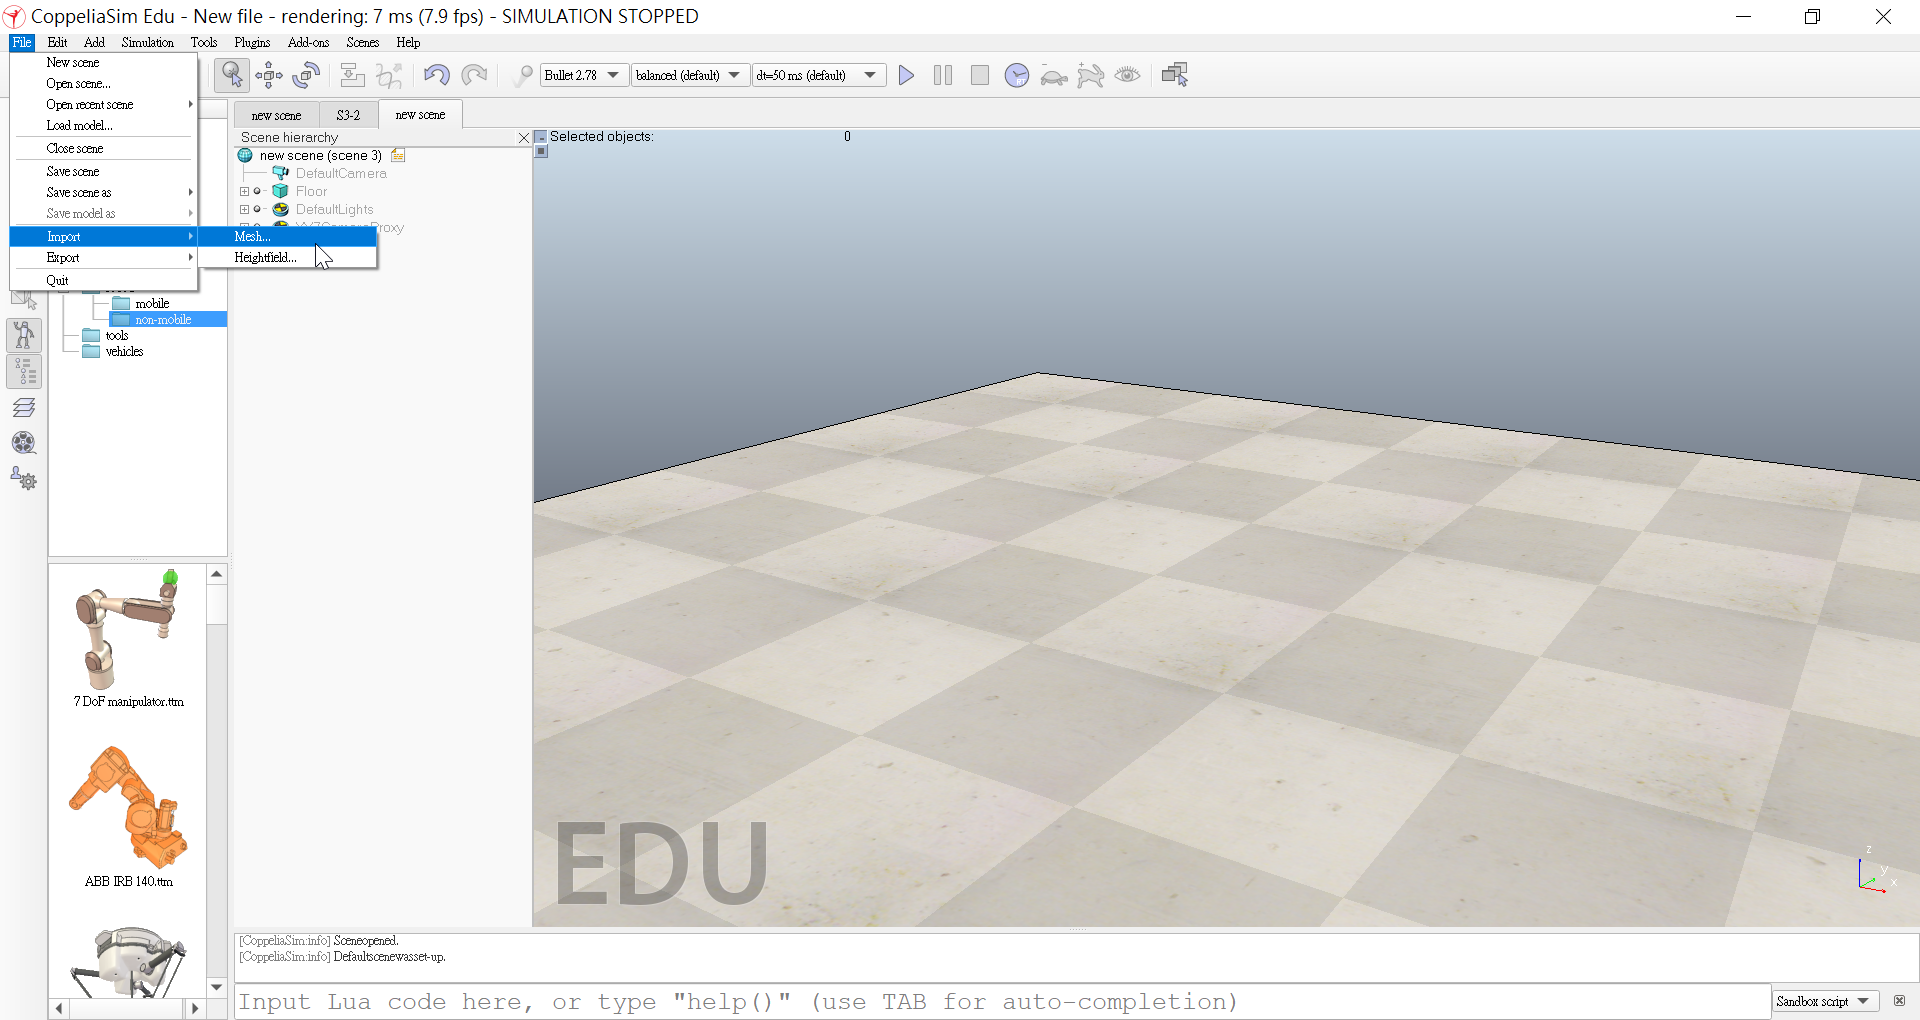 CoppeliaSim Edu - New file - rendering: 7 ms (7.9 fps) - SIMULATION STOPPED
File Edit Add Simulation Tools Plugins Add-ons Scenes Help
New scene
Open scene...
Open recent scene
Load model...
Close scene
Save scene
Save scene as
Save model as
Import
Export
Quit
Mesh...
Heightfield...
Bullet 2.78
balanced (default)
dt=50 ms (default)
new scene
S3-2
new scene
Scene hierarchy
new scene (scene 3)
DefaultCamera
Floor
DefaultLights
Selected objects: 0
mobile
non-mobile
tools
vehicles
7 DoF manipulator.ttm
ABB IRB 140.ttm
EDU
z
y
x
[CoppeliaSim:info] Sceneopened.
[CoppeliaSim:info] Defaultscenewasset-up.
Input Lua code here, or type "help()" (use TAB for auto-completion)
Sandbox script